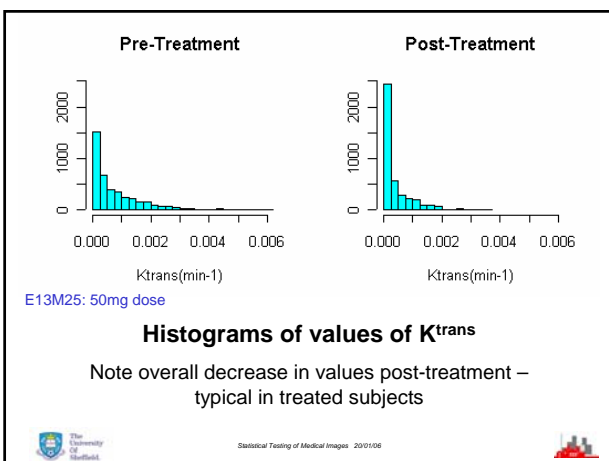 Pre-Treatment
Post-Treatment
2000
1000
0
0.000 0.002 0.004 0.006
Ktrans(min-1)
2000
1000
0
0.000 0.002 0.004 0.006
Ktrans(min-1)
E13M25: 50mg dose
Histograms of values of Ktrans
Note overall decrease in values post-treatment –
typical in treated subjects
The
University
Of
Sheffield.
Statistical Testing of Medical Images 20/01/06